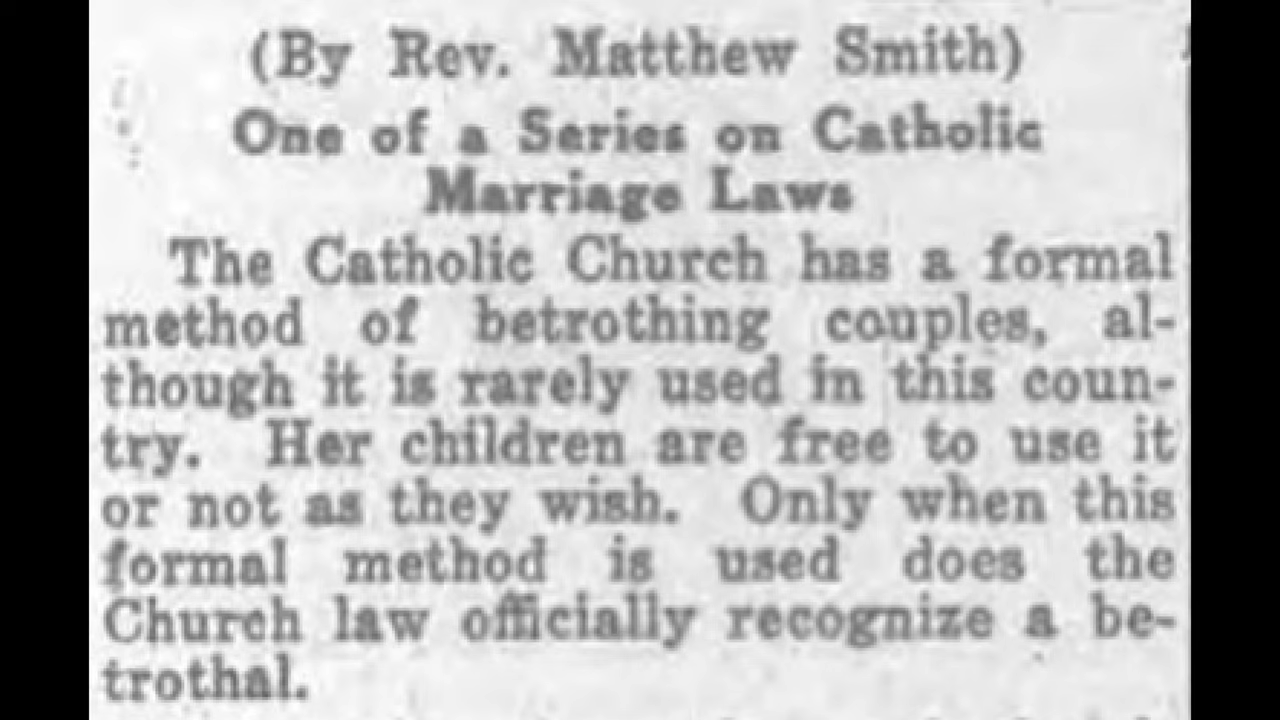 (By Rev. Matthew Smith)
One of a Series on Catholic
Marriage Laws
The Catholic Church has a formal
method of betrothing couples, al-
though it is rarely used in this coun-
try. Her children are free to use it
or not as they wish. Only when this
formal method is used does the
Church law officially recognize a be-
trothal.